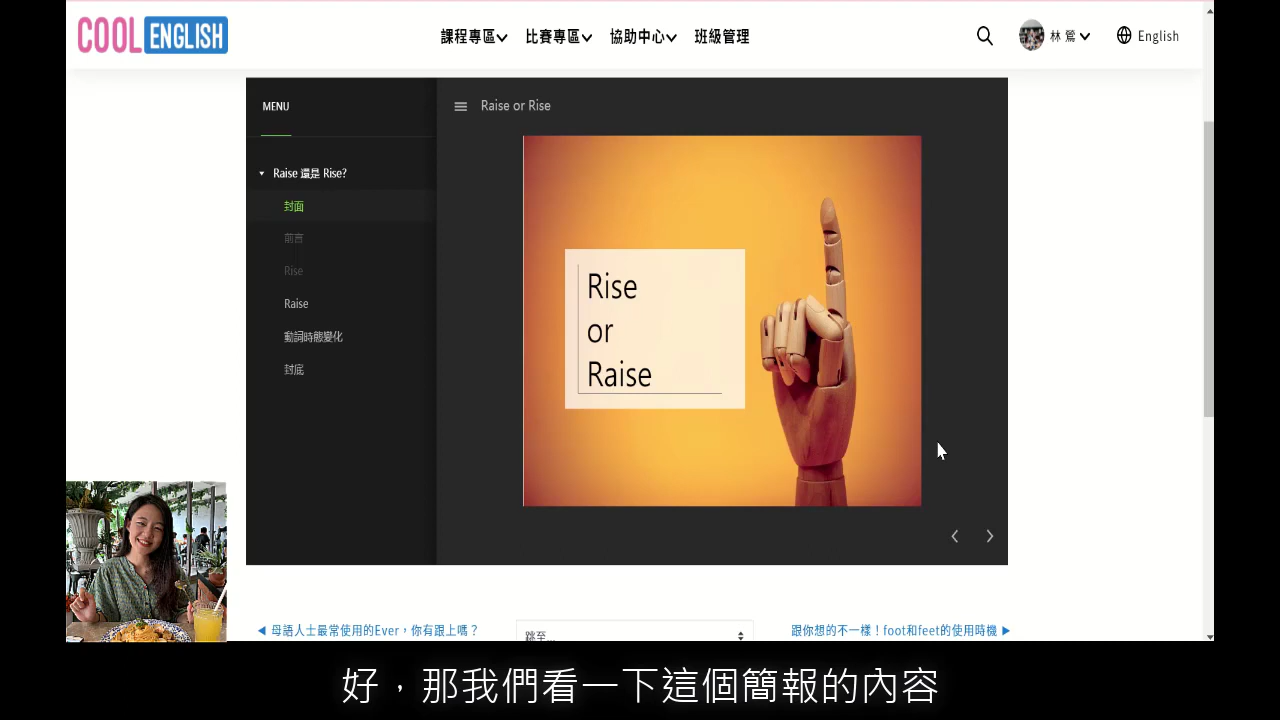 COOL ENGLISH
課程專區 比賽專區 協助中心 班級管理
林 鶯
English
MENU
Raise or Rise
Raise 還是 Rise?
封面
前言
Rise
Raise
動詞時態變化
封底
Rise
or
Raise
◀ 母語人士最常使用的Ever，你有跟上嗎？
跳至...
跟你想的不一樣！foot和feet的使用時機 ▶
好，那我們看一下這個簡報的內容